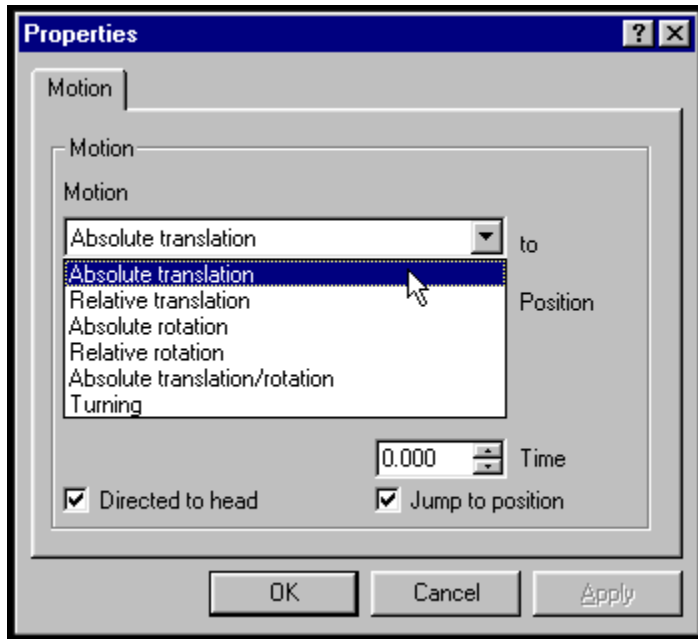 Properties
Motion
Motion
Motion
Absolute translation
to
Absolute translation
Relative translation
Position
Absolute rotation
Relative rotation
Absolute translation/rotation
Turning
0.000 Time
Directed to head Jump to position
OK Cancel Apply